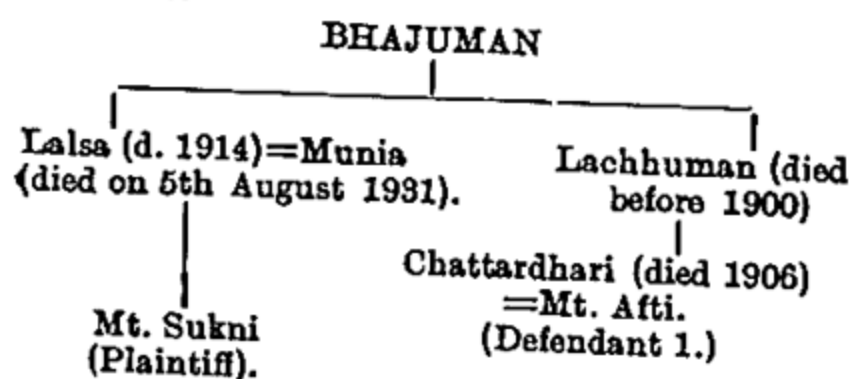 BHAJUMAN
Lalsa (d. 1914)=Munia
(died on 5th August 1931).
Lachhuman (died
before 1900)
Chattardhari (died 1906)
=Mt. Afti.
(Defendant 1.)
Mt. Sukni
(Plaintiff).